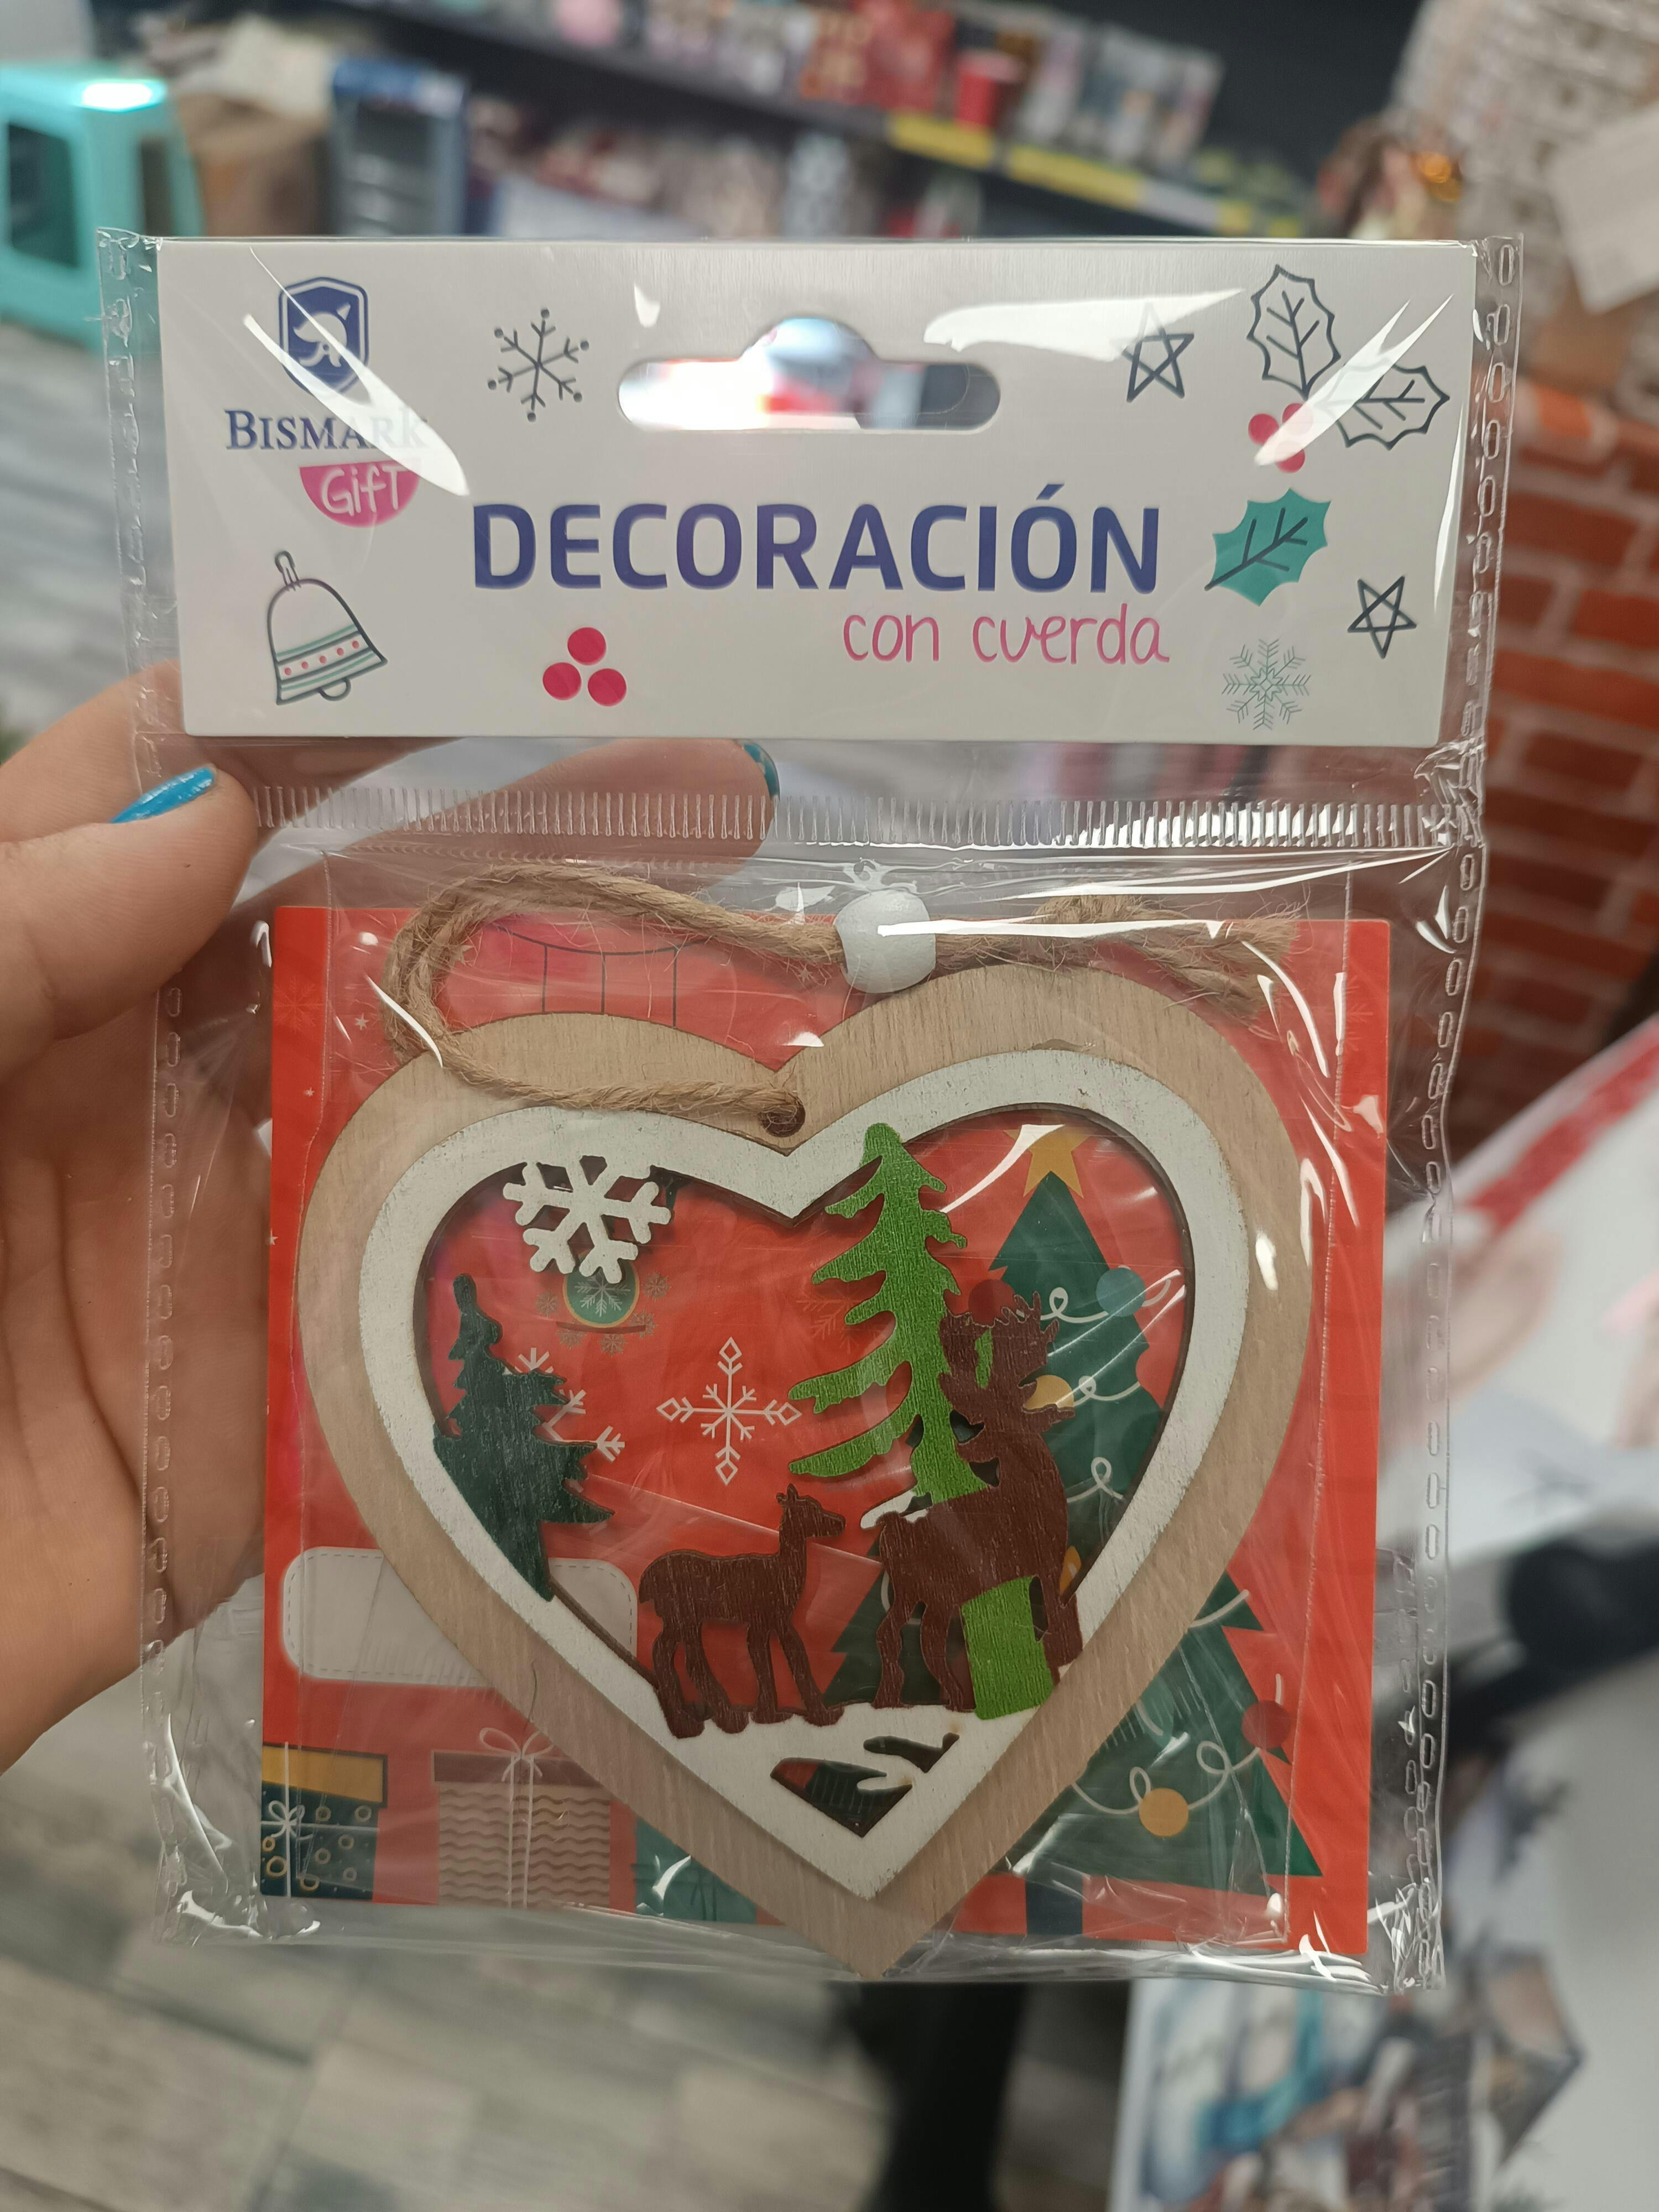 BISMARK
GifT
DECORACIÓN
con cuerda